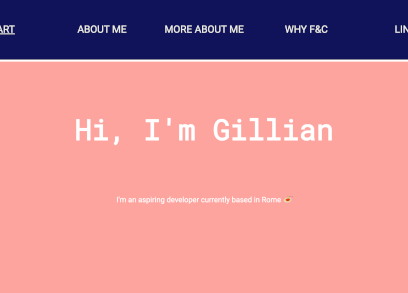 ART
ABOUT ME
MORE ABOUT ME
WHY F&C
LIN
Hi, I'm Gillian
I'm an aspiring developer currently based in Rome